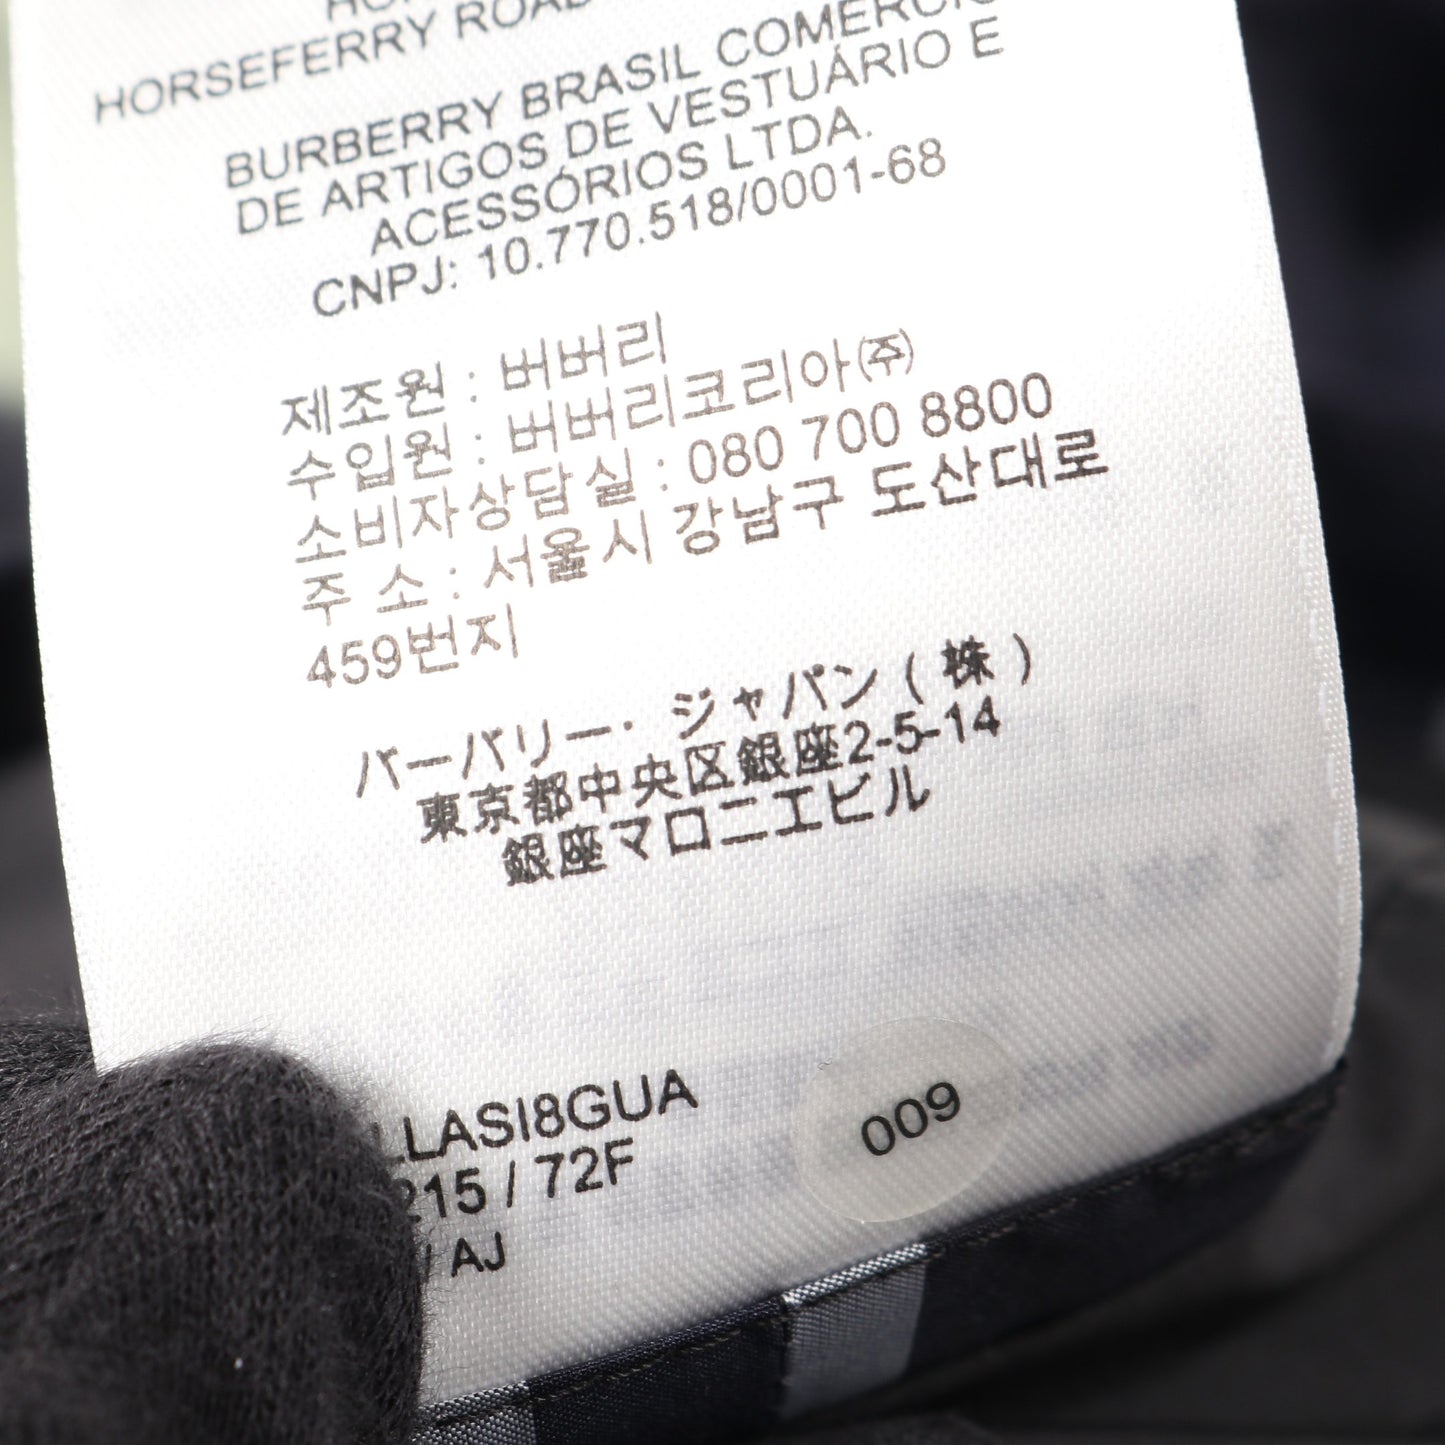 HORSEFERRY ROAD
BURBERRY BRASIL COMÉRCIO
DE ARTIGOS DE VESTUÁRIO E
ACESSÓRIOS LTDA.
CNPJ: 10.770.518/0001-68
제조원 : 버버리
수입원 : 버버리코리아㈜
소비자상담실 : 080 700 8800
주 소 : 서울시 강남구 도산대로
459번지
バーバリー・ジャパン ( 株 )
東京都中央区銀座2-5-14
銀座マロニエビル
LLASI8GUA
215 / 72F
/ AJ
009